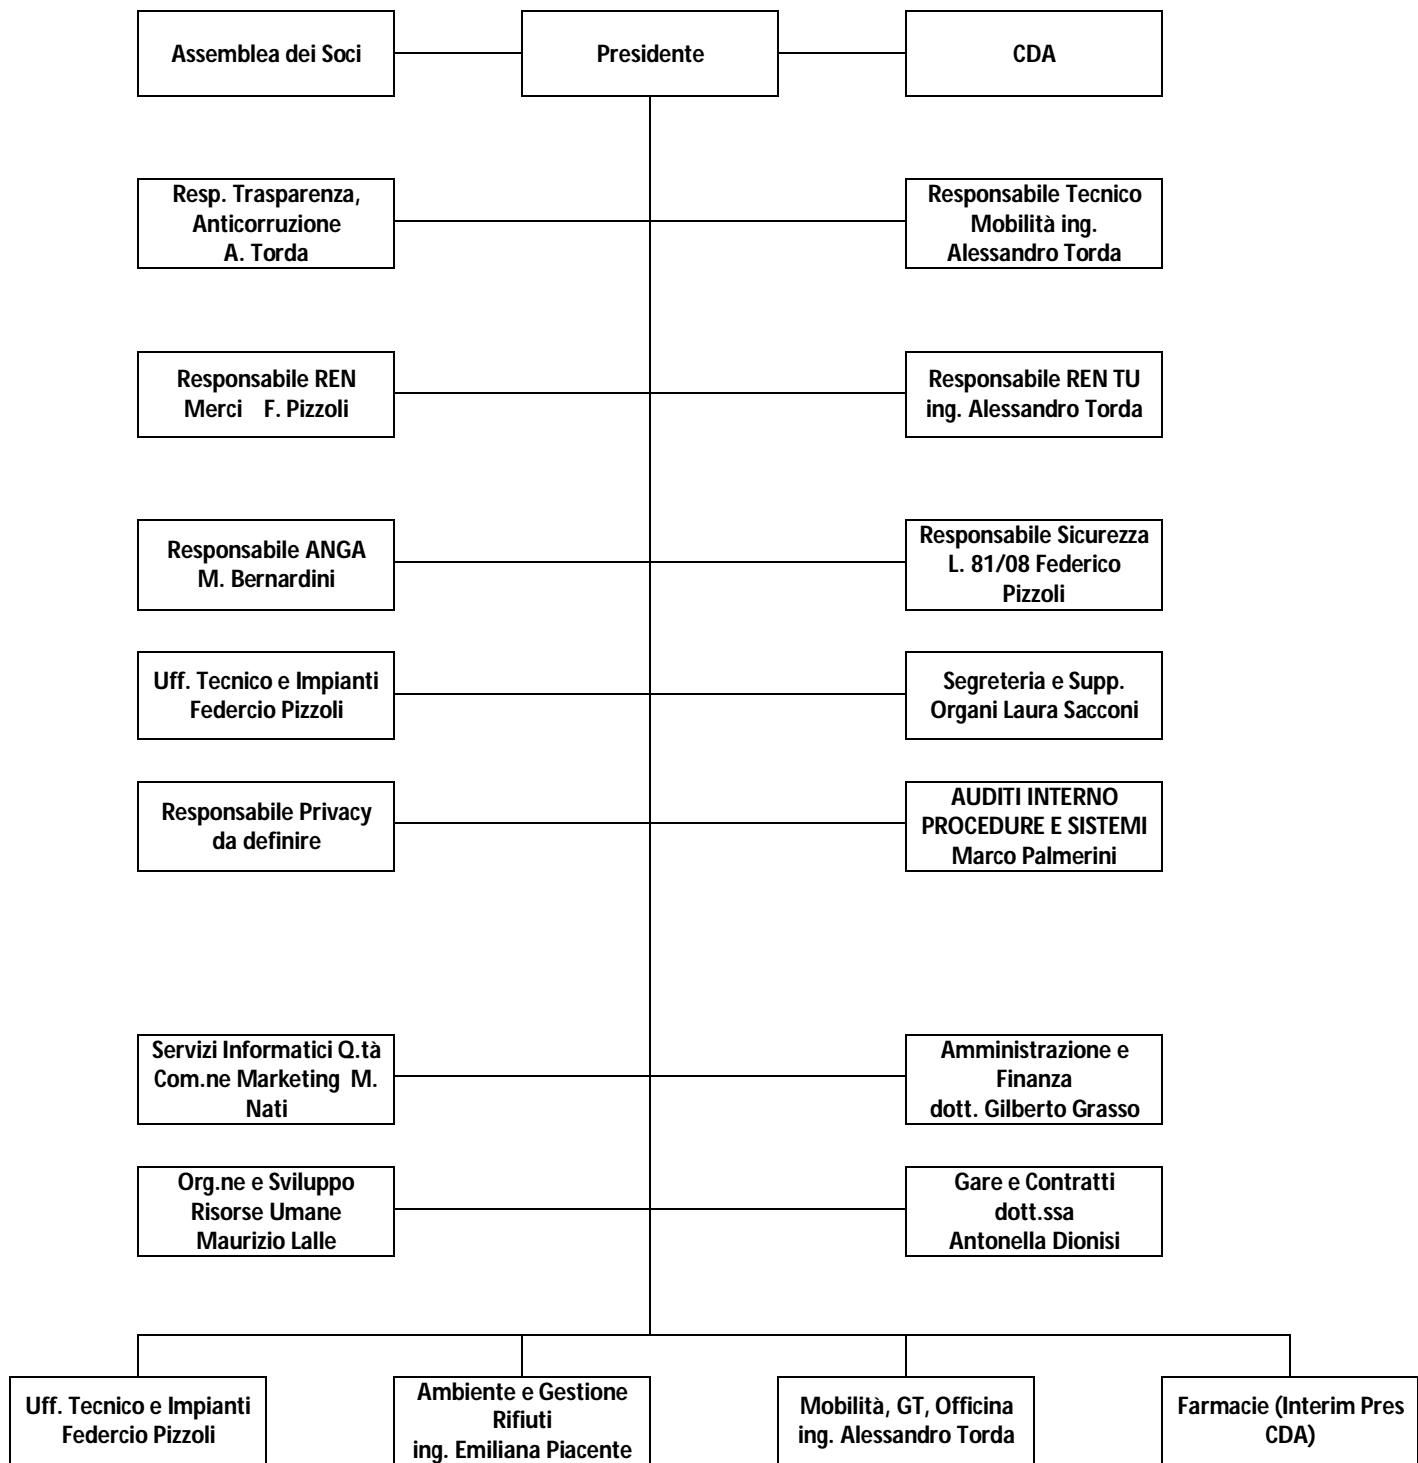 Assemblea dei Soci
Presidente
CDA
Resp. Trasparenza,
Anticorruzione
A. Torda
Responsabile Tecnico
Mobilità ing.
Alessandro Torda
Responsabile REN
Merci F. Pizzoli
Responsabile REN TU
ing. Alessandro Torda
Responsabile ANGA
M. Bernardini
Responsabile Sicurezza
L. 81/08 Federico
Pizzoli
Uff. Tecnico e Impianti
Federcio Pizzoli
Segreteria e Supp.
Organi Laura Sacconi
Responsabile Privacy
da definire
AUDITI INTERNO
PROCEDURE E SISTEMI
Marco Palmerini
Servizi Informatici Q.tà
Com.ne Marketing M.
Nati
Amministrazione e
Finanza
dott. Gilberto Grasso
Org.ne e Sviluppo
Risorse Umane
Maurizio Lalle
Gare e Contratti
dott.ssa
Antonella Dionisi
Uff. Tecnico e Impianti
Federcio Pizzoli
Ambiente e Gestione
Rifiuti
ing. Emiliana Piacente
Mobilità, GT, Officina
ing. Alessandro Torda
Farmacie (Interim Pres
CDA)